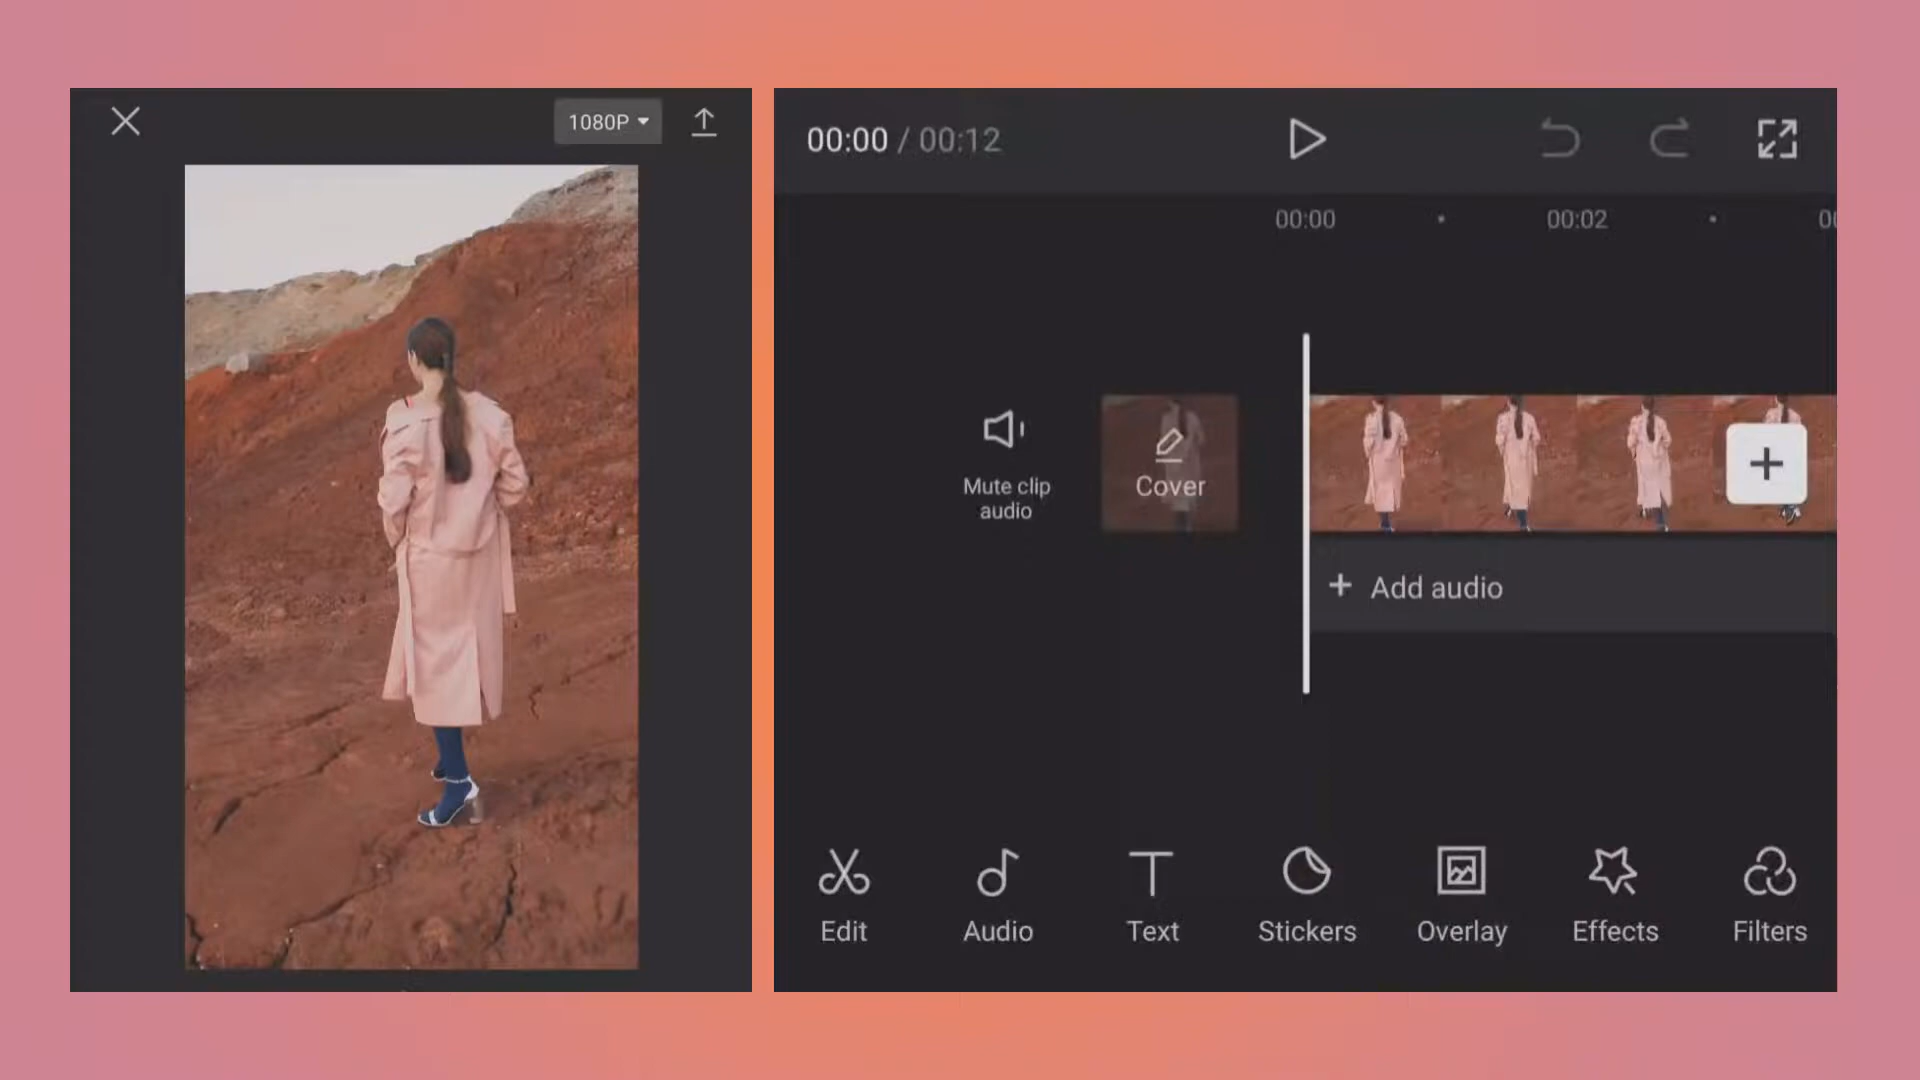 1080P
00:00 / 00:12
00:00
00:02
Mute clip
audio
Cover
Add audio
Edit
Audio
Text
Stickers
Overlay
Effects
Filters